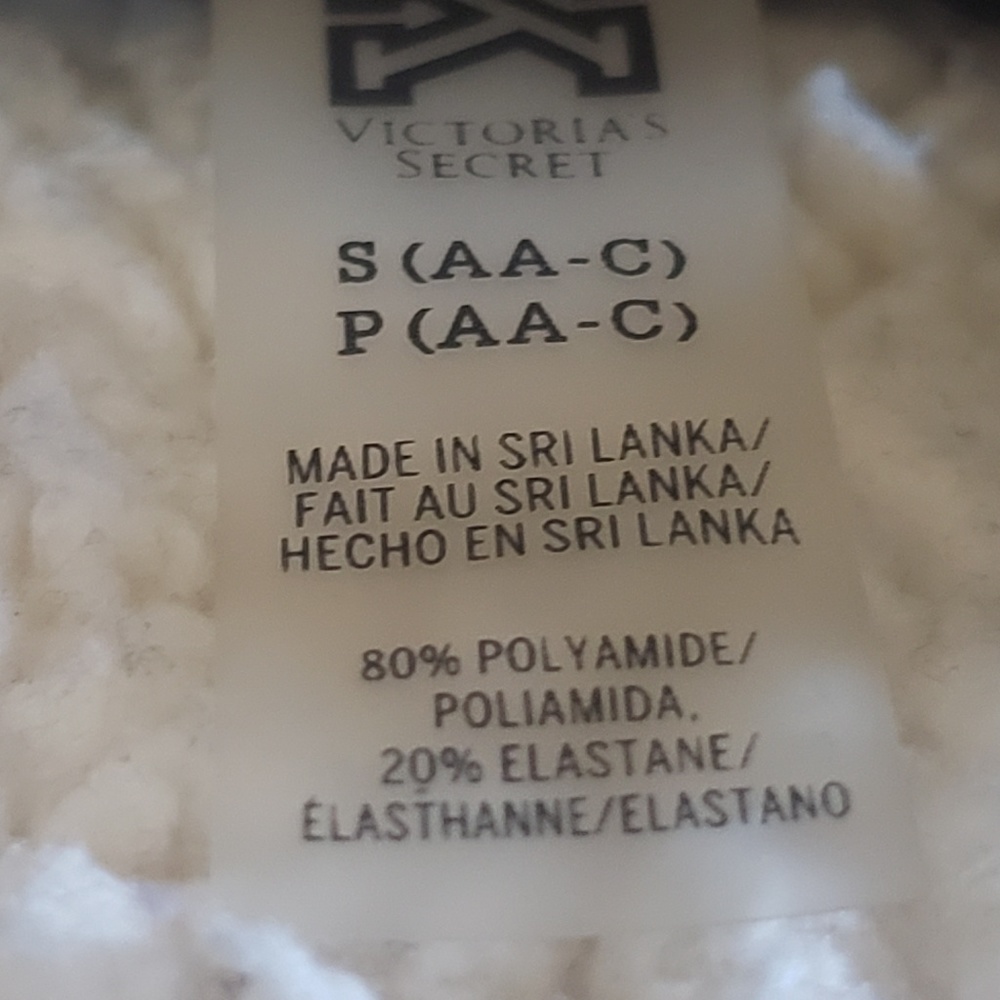 VICTORIA'S
SECRET
S (AA-C)
P (AA-C)
MADE IN SRI LANKA/
FAIT AU SRI LANKA/
HECHO EN SRI LANKA
80% POLYAMIDE/
POLIAMIDA.
20% ELASTANE/
ÉLASTHANNE/ELASTANO